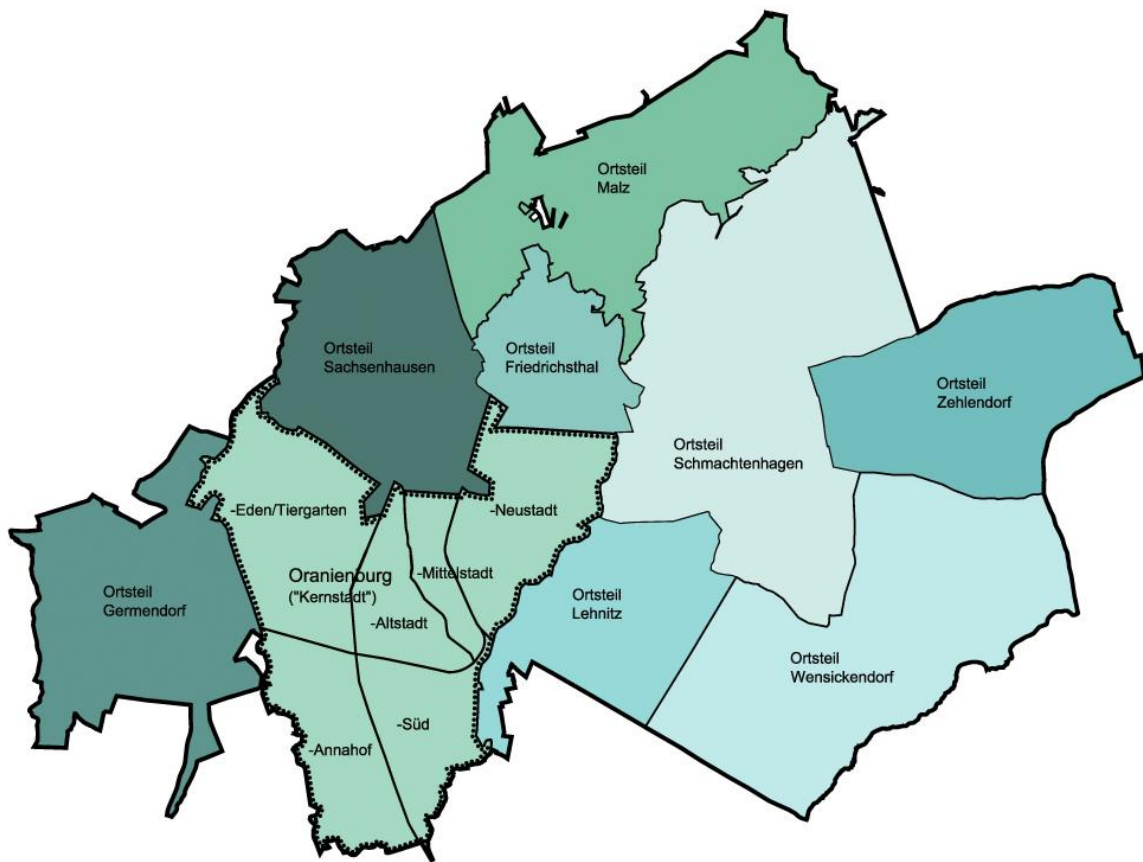 Ortsteil
Malz
Ortsteil
Sachsenhausen
Ortsteil
Friedrichsthal
Ortsteil
Zehlendorf
Ortsteil
Schmachtenhagen
-Eden/Tiergarten
-Neustadt
Oranienburg
("Kernstadt")
-Mittelstadt
Ortsteil
Germendorf
Ortsteil
Lehnitz
-Altstadt
Ortsteil
Wensickendorf
-Süd
-Annahof